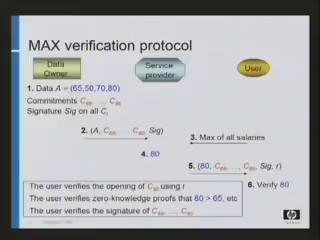 MAX verification protocol
Data
Owner
Service
provider
User
1. Data A = (65,50,70,80)
Commitments C65, ..., C80
Signature Sig on all Ci
2. (A, C65, ..., C80, Sig)
3. Max of all salaries
4. 80
5. (80, C65, ..., C80, Sig, r)
The user verifies the opening of C80 using r
6. Verify 80
The user verifies zero-knowledge proofs that 80 > 65, etc
The user verifies the signature of C65, ..., C80
hp